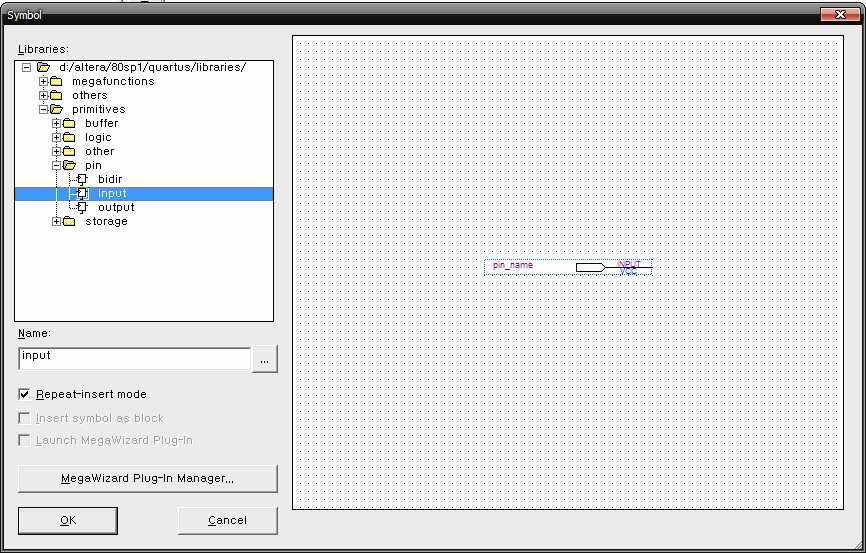 Symbol
Libraries:
d:/altera/80sp1/quartus/libraries/
megafunctions
others
primitives
buffer
logic
other
pin
bidir
input
output
storage
Name:
input
...
Repeat-insert mode
Insert symbol as block
Launch MegaWizard Plug-In
MegaWizard Plug-In Manager...
OK
Cancel
pin_name
INPUT
VCC